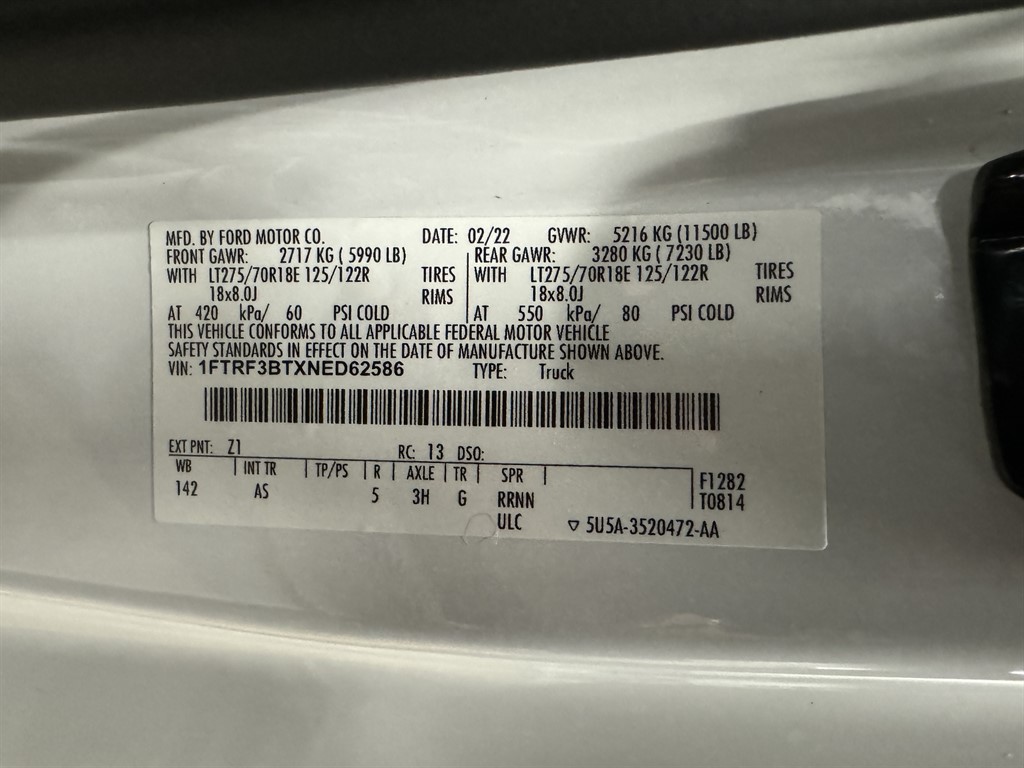 MFD. BY FORD MOTOR CO. DATE: 02/22 GVWR: 5216 KG (11500 LB)
FRONT GAWR: 2717 KG ( 5990 LB) REAR GAWR: 3280 KG ( 7230 LB)
WITH LT275/70R18E 125/122R TIRES WITH LT275/70R18E 125/122R TIRES
18x8.0J RIMS 18x8.0J RIMS
AT 420 kPa/ 60 PSI COLD AT 550 kPa/ 80 PSI COLD
THIS VEHICLE CONFORMS TO ALL APPLICABLE FEDERAL MOTOR VEHICLE
SAFETY STANDARDS IN EFFECT ON THE DATE OF MANUFACTURE SHOWN ABOVE.
VIN: 1FTRF3BTXNED62586 TYPE: Truck
EXT PNT: Z1 RC: 13 DSO:
WB INT TR TP/PS R AXLE TR SPR F1282
142 AS 5 3H G RRNN T0814
ULC ▽ 5U5A-3520472-AA